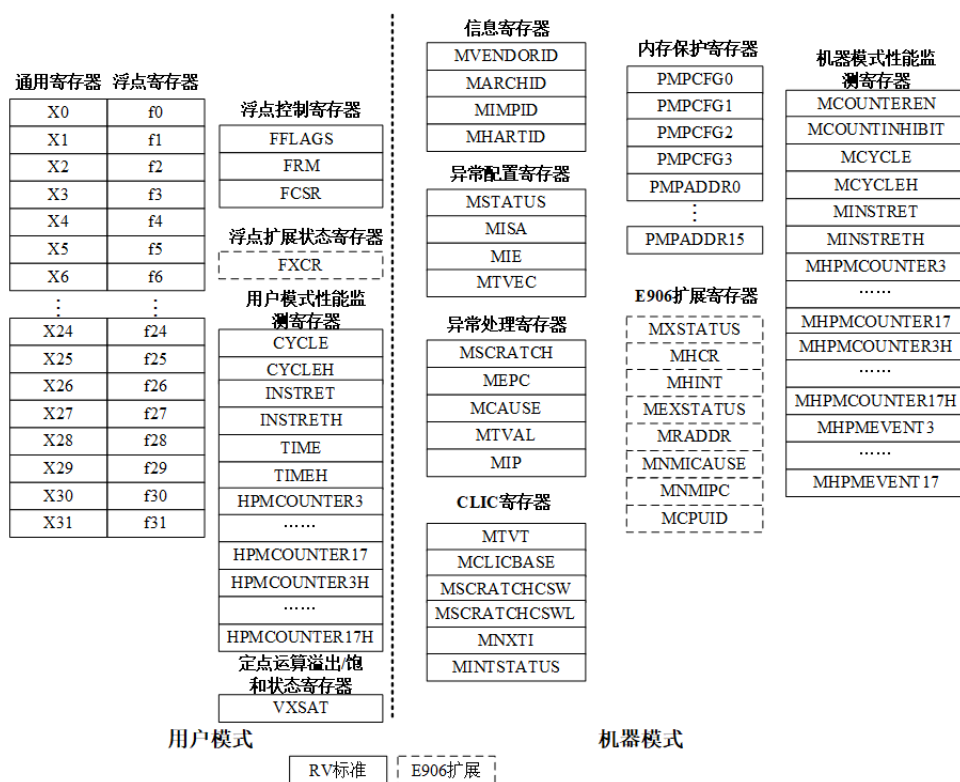 通用寄存器
X0
X1
X2
X3
X4
X5
X6
⋮
X24
X25
X26
X27
X28
X29
X30
X31
浮点寄存器
f0
f1
f2
f3
f4
f5
f6
⋮
f24
f25
f26
f27
f28
f29
f30
f31
浮点控制寄存器
FFLAGS
FRM
FCSR
浮点扩展状态寄存器
FXCR
用户模式性能监
测寄存器
CYCLE
CYCLEH
INSTRET
INSTRETH
TIME
TIMEH
HPMCOUNTER3
……
HPMCOUNTER17
HPMCOUNTER3H
……
HPMCOUNTER17H
定点运算溢出/饱
和状态寄存器
VXSAT
用户模式
信息寄存器
MVENDORID
MARCHID
MIMPID
MHARTID
异常配置寄存器
MSTATUS
MISA
MIE
MTVEC
异常处理寄存器
MSCRATCH
MEPC
MCAUSE
MTVAL
MIP
CLIC寄存器
MTVT
MCLICBASE
MSCRATCHCSW
MSCRATCHCSWL
MNXTI
MINTSTATUS
内存保护寄存器
PMPCFG0
PMPCFG1
PMPCFG2
PMPCFG3
PMPADDR0
⋮
PMPADDR15
E906扩展寄存器
MXSTATUS
MHCR
MHINT
MEXSTATUS
MRADDR
MNMICAUSE
MNMIPC
MCPUID
机器模式性能监
测寄存器
MCOUNTEREN
MCOUNTINHIBIT
MCYCLE
MCYCLEH
MINSTRET
MINSTRETH
MHPMCOUNTER3
……
MHPMCOUNTER17
MHPMCOUNTER3H
……
MHPMCOUNTER17H
MHPMEVENT3
……
MHPMEVENT17
机器模式
RV标准
E906扩展